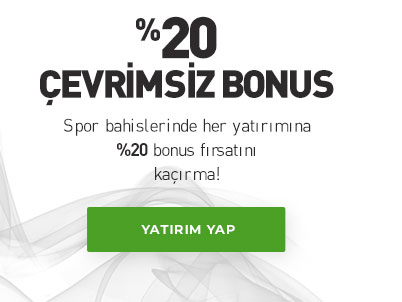 %20
ÇEVRİMSİZ BONUS
Spor bahislerinde her yatırımına
%20 bonus fırsatını
kaçırma!
YATIRIM YAP